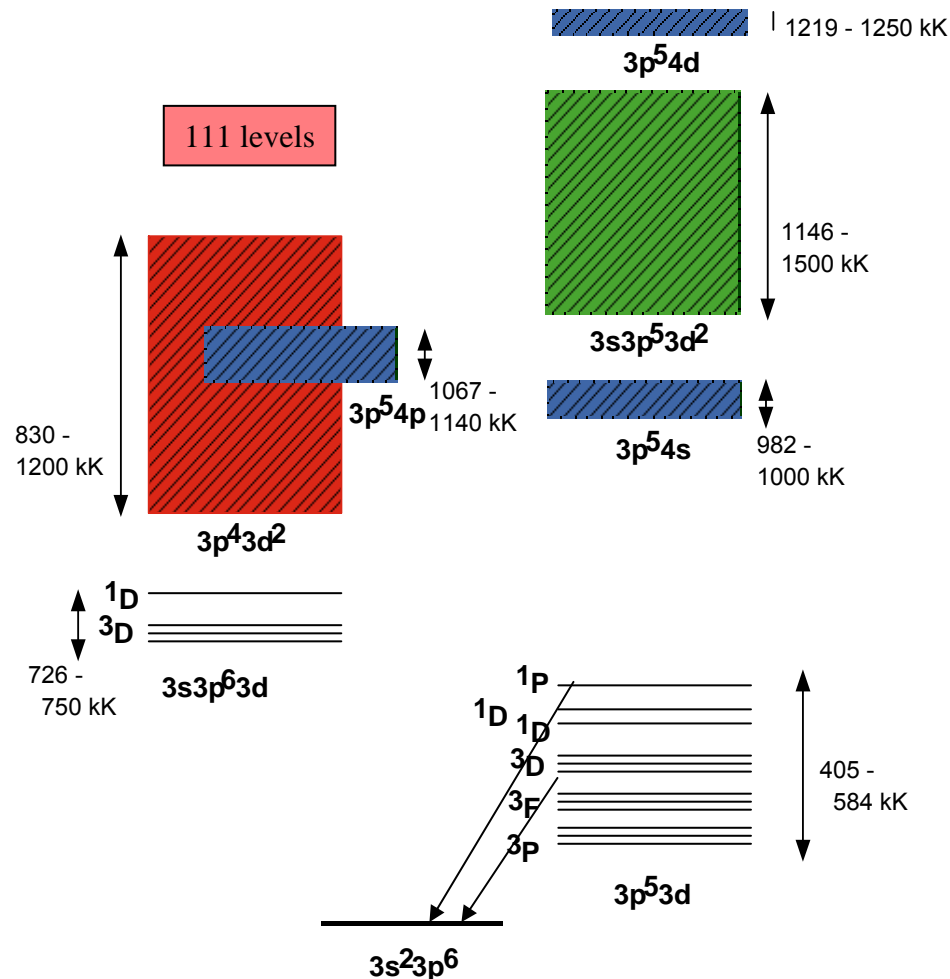 1219 - 1250 kK
3p⁵4d
111 levels
1146 -
1500 kK
3s3p⁵3d²
1067 -
1140 kK
3p⁵4p
3p⁵4s
982 -
1000 kK
830 -
1200 kK
3p⁴3d²
¹D
³D
726 -
750 kK
3s3p⁶3d
¹P
¹D
¹D
³D
³F
³P
405 -
584 kK
3p⁵3d
3s²3p⁶